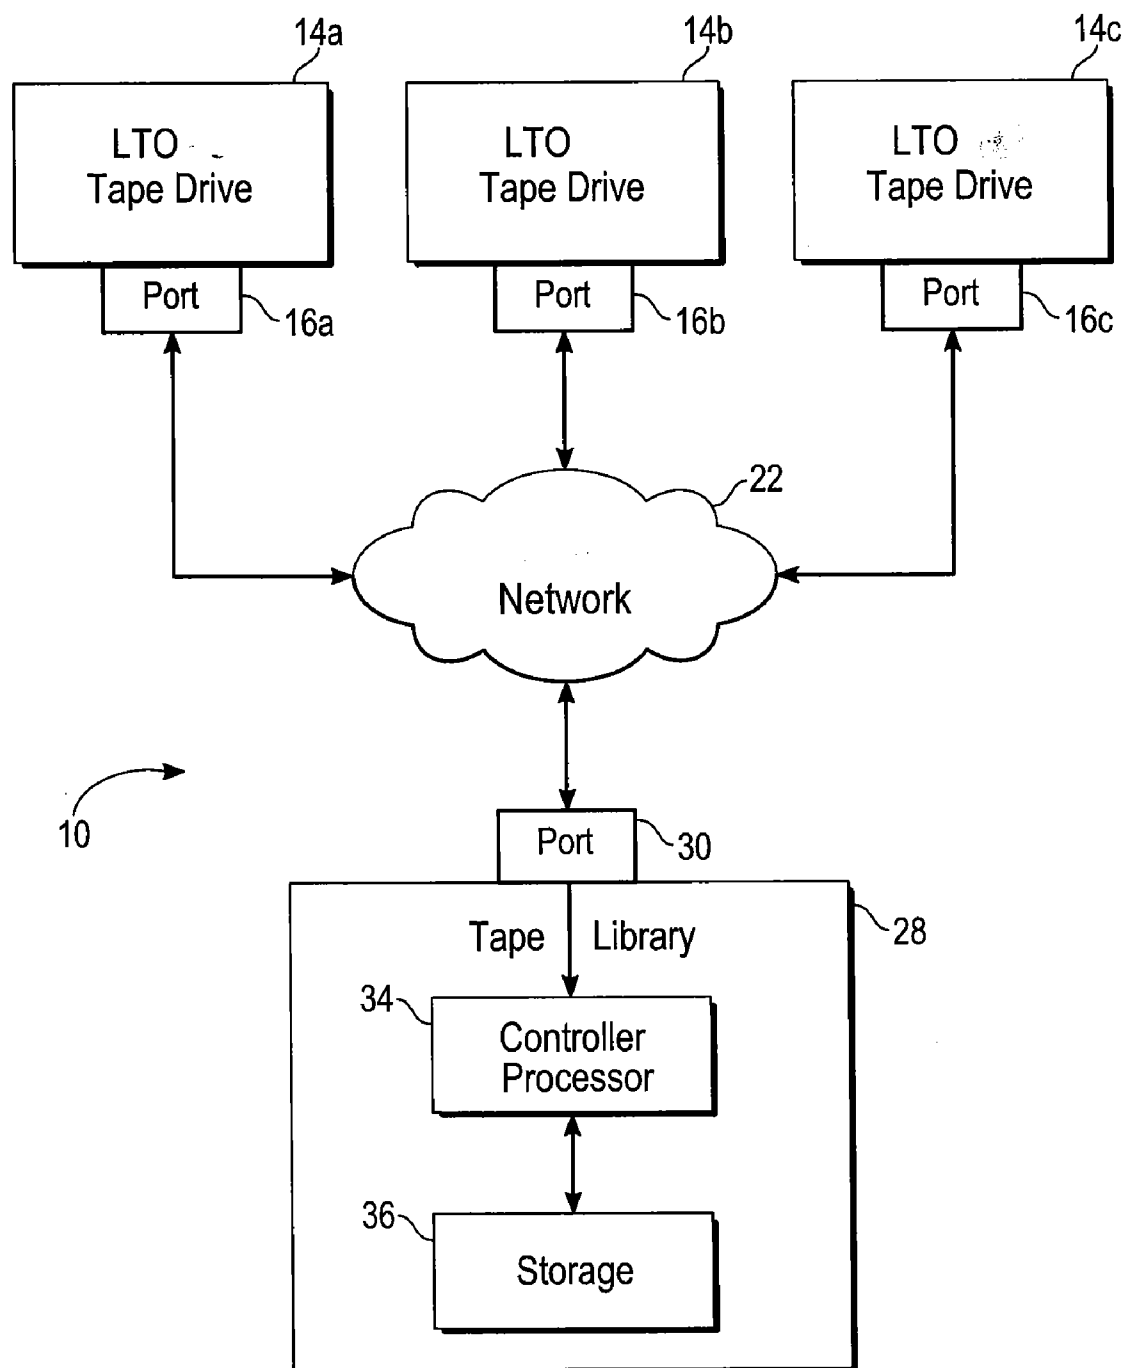 14a
14b
14c
LTO
Tape Drive
LTO
Tape Drive
LTO
Tape Drive
Port
16a
Port
16b
Port
16c
22
Network
10
Port
30
Tape Library
28
34
Controller
Processor
36
Storage